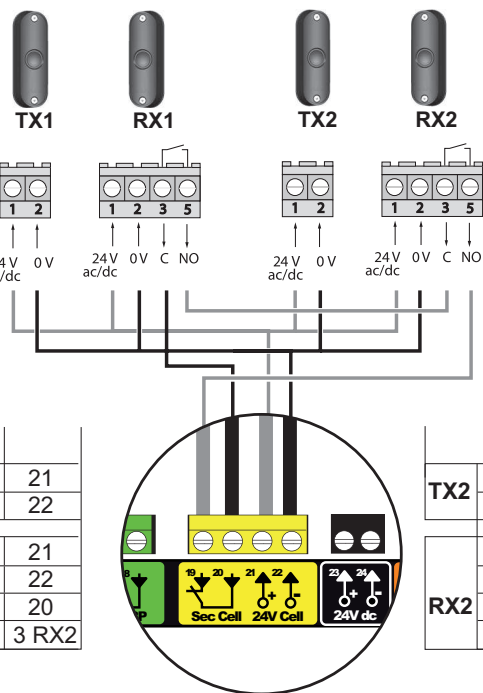 TX1 RX1 TX2 RX2
1 2 1 2 3 5 1 2 1 2 3 5
4 V 0 V 24 V 0 V C NO 24 V 0 V 24 V 0 V C NO
/dc ac/dc ac/dc ac/dc
21
22
21
22
20
3 RX2
TX2
RX2
8 19 20 21 22 23 24
+ - + -
P Sec Cell 24V Cell 24V dc